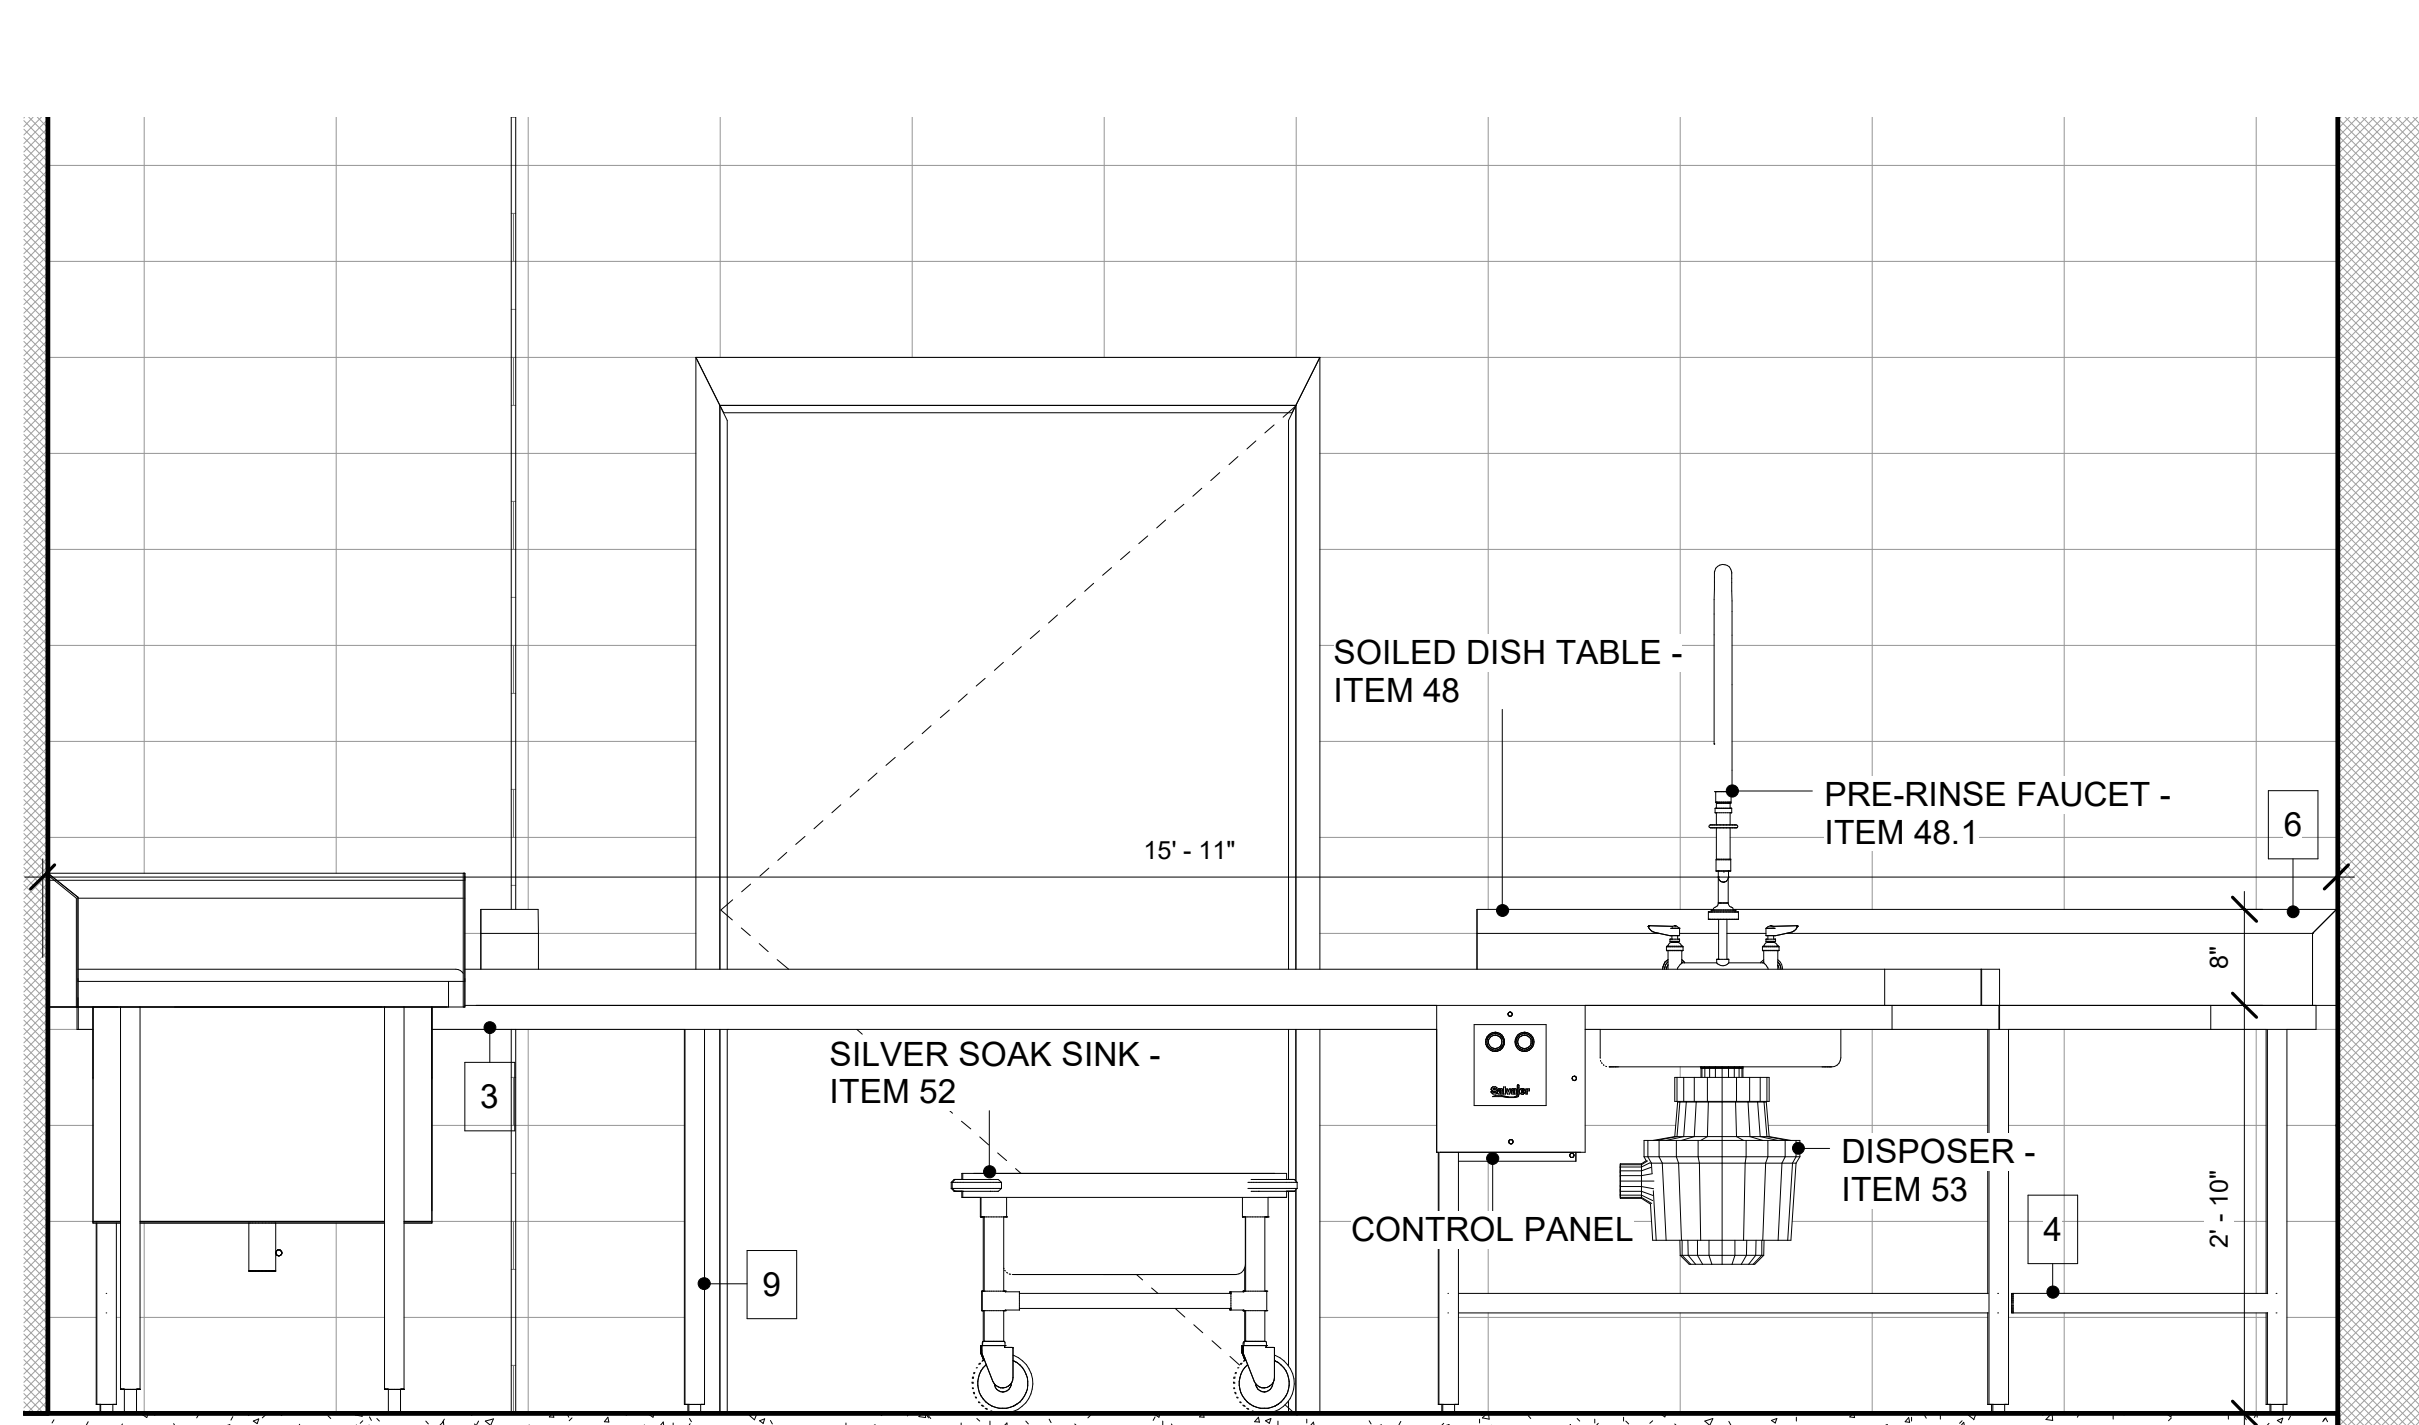 SOILED DISH TABLE -
ITEM 48
PRE-RINSE FAUCET -
ITEM 48.1
6
15' - 11"
8"
SILVER SOAK SINK -
ITEM 52
3
Salvajor
DISPOSER -
ITEM 53
CONTROL PANEL
4
2' - 10"
9